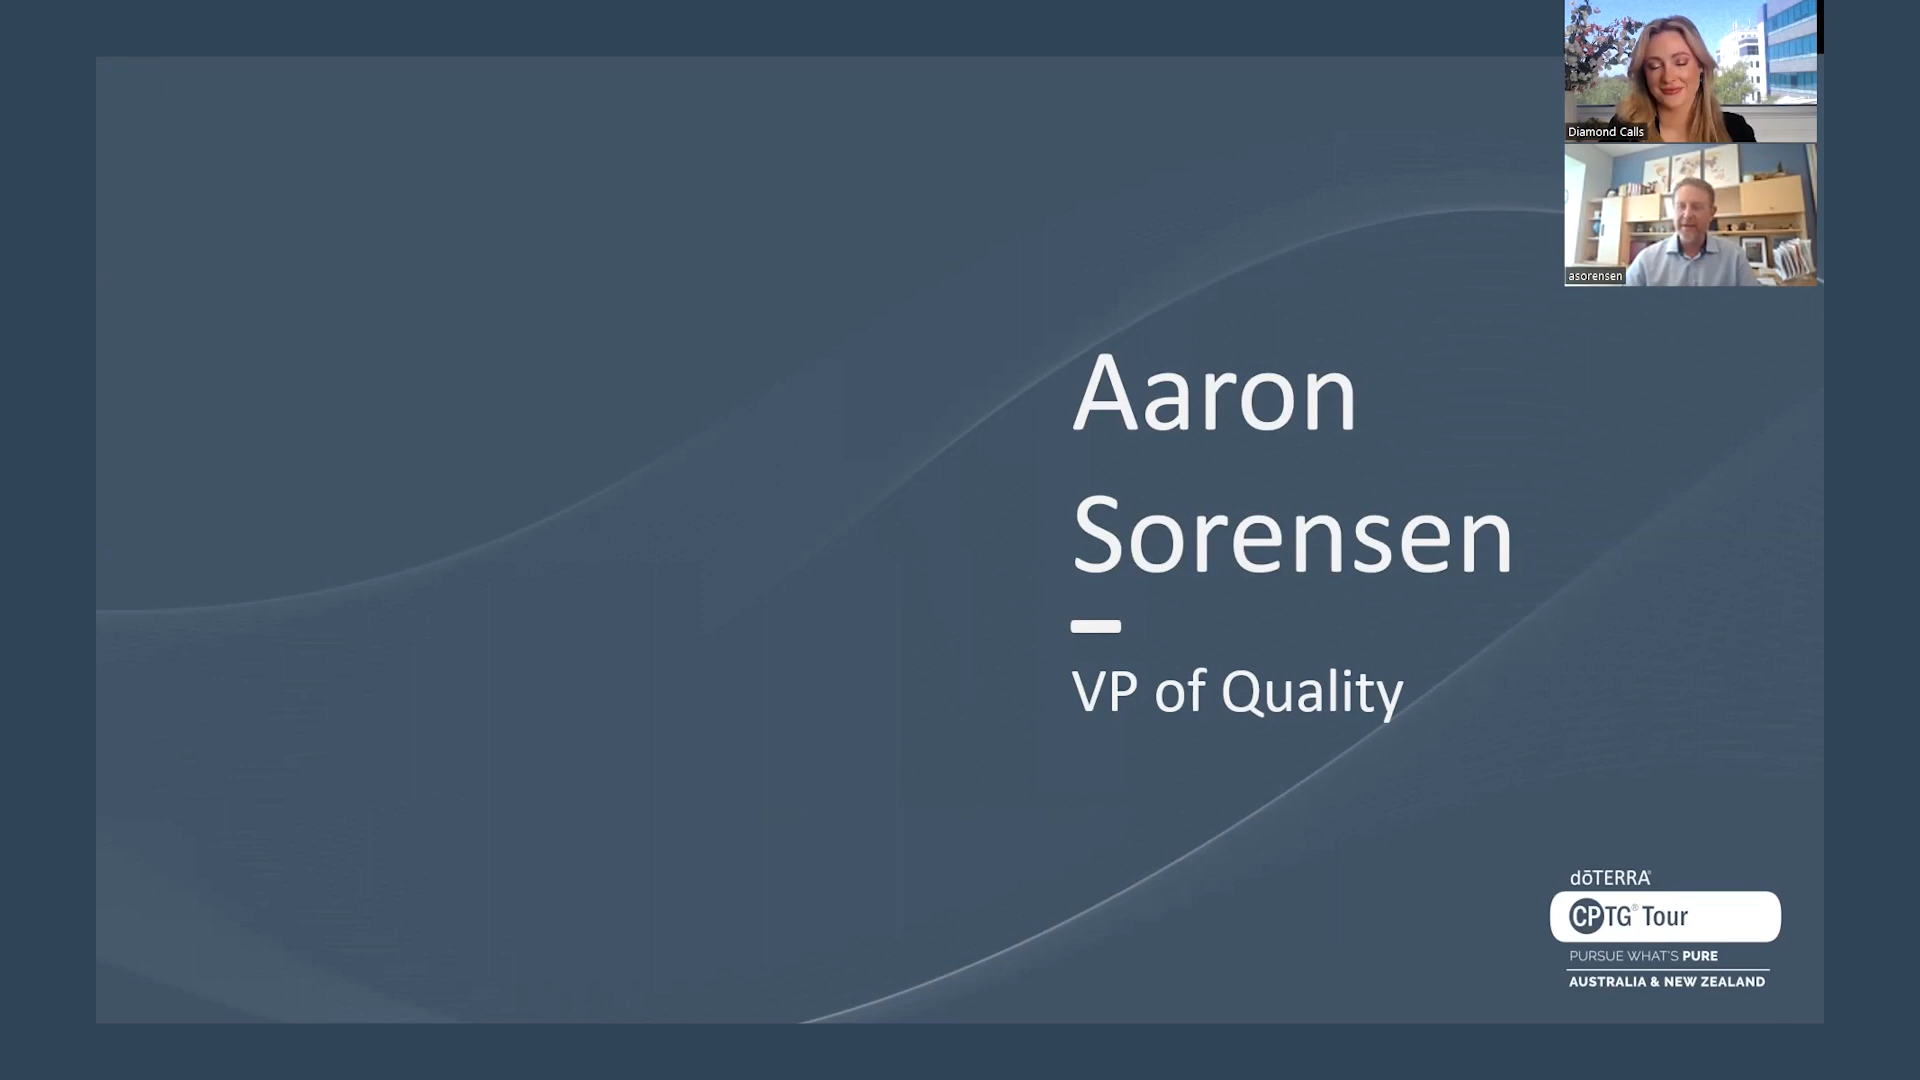 Diamond Calls
asorensen
Aaron
Sorensen
VP of Quality
dōTERRA®
CPTG® Tour
PURSUE WHAT'S PURE
AUSTRALIA & NEW ZEALAND